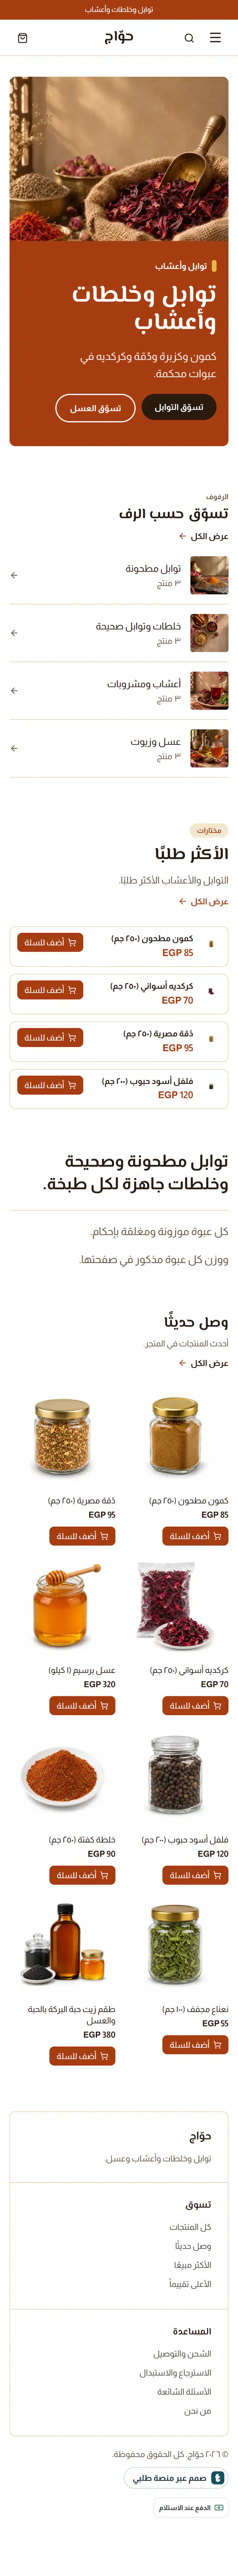 توابل وخلطات وأعشاب
حوّاج
توابل وأعشاب
توابل وخلطات
وأعشاب
كمون وكزبرة ودُقة وكركديه في
عبوات محكمة.
تسوّق التوابل
تسوّق العسل
الرفوف
تسوّق حسب الرف
عرض الكل
توابل مطحونة
٣ منتج
خلطات وتوابل صحيحة
٣ منتج
أعشاب ومشروبات
٣ منتج
عسل وزيوت
٣ منتج
مختارات
الأكثر طلبًا
التوابل والأعشاب الأكثر طلبًا.
عرض الكل
كمون مطحون (٢٥٠ جم)
EGP 85
أضف للسلة
كركديه أسواني (٢٥٠ جم)
EGP 70
أضف للسلة
دُقة مصرية (٢٥٠ جم)
EGP 95
أضف للسلة
فلفل أسود حبوب (٢٠٠ جم)
EGP 120
أضف للسلة
توابل مطحونة وصحيحة
وخلطات جاهزة لكل طبخة.
كل عبوة موزونة ومغلقة بإحكام.
ووزن كل عبوة مذكور في صفحتها.
وصل حديثًا
أحدث المنتجات في المتجر.
عرض الكل
كمون مطحون (٢٥٠ جم)
EGP 85
أضف للسلة
دُقة مصرية (٢٥٠ جم)
EGP 95
أضف للسلة
كركديه أسواني (٢٥٠ جم)
EGP 70
أضف للسلة
عسل برسيم (١ كيلو)
EGP 320
أضف للسلة
فلفل أسود حبوب (٢٠٠ جم)
EGP 120
أضف للسلة
خلطة كفتة (٢٥٠ جم)
EGP 90
أضف للسلة
نعناع مجفف (١٠٠ جم)
EGP 55
أضف للسلة
طقم زيت حبة البركة بالحبة
والعسل
EGP 380
أضف للسلة
حوّاج
توابل وخلطات وأعشاب وعسل.
تسوق
كل المنتجات
وصل حديثًا
الأكثر مبيعًا
الأعلى تقييماً
المساعدة
الشحن والتوصيل
الاسترجاع والاستبدال
الأسئلة الشائعة
من نحن
© ٢٠٢٦ حوّاج. كل الحقوق محفوظة.
صمم عبر منصة طلبي
الدفع عند الاستلام